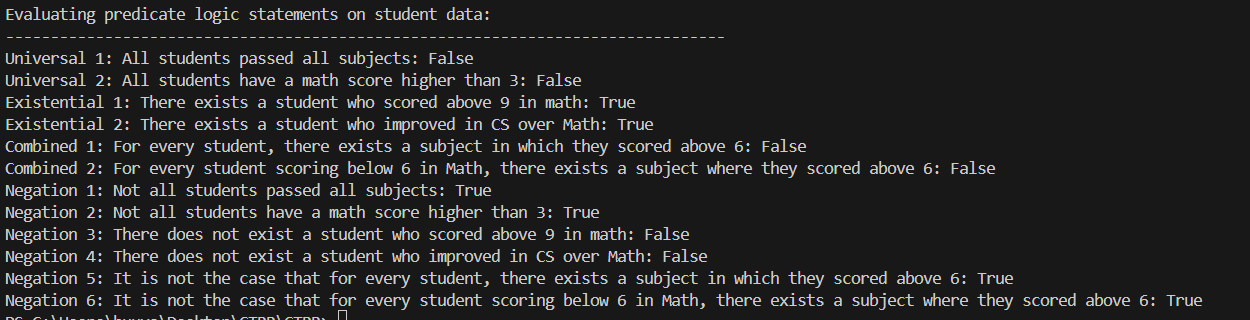 Evaluating predicate logic statements on student data:
--------------------------------------------------------------------------------
Universal 1: All students passed all subjects: False
Universal 2: All students have a math score higher than 3: False
Existential 1: There exists a student who scored above 9 in math: True
Existential 2: There exists a student who improved in CS over Math: True
Combined 1: For every student, there exists a subject in which they scored above 6: False
Combined 2: For every student scoring below 6 in Math, there exists a subject where they scored above 6: False
Negation 1: Not all students passed all subjects: True
Negation 2: Not all students have a math score higher than 3: True
Negation 3: There does not exist a student who scored above 9 in math: False
Negation 4: There does not exist a student who improved in CS over Math: False
Negation 5: It is not the case that for every student, there exists a subject in which they scored above 6: True
Negation 6: It is not the case that for every student scoring below 6 in Math, there exists a subject where they scored above 6: True